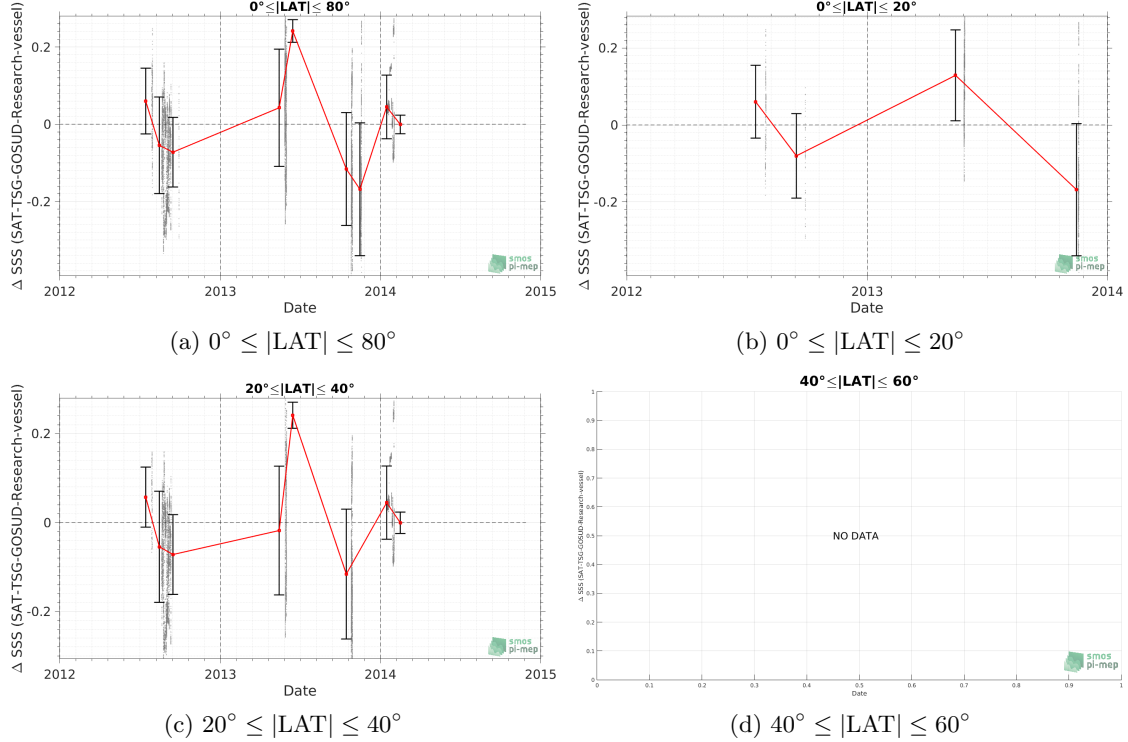 0°≤|LAT|≤ 80°
Δ SSS (SAT-TSG-GOSUD-Research-vessel)
0.2
0
-0.2
2012
2013
2014
2015
Date
smos
pi-mep
(a) 0° ≤ |LAT| ≤ 80°
0°≤|LAT|≤ 20°
Δ SSS (SAT-TSG-GOSUD-Research-vessel)
0.2
0
-0.2
2012
2013
2014
Date
smos
pi-mep
(b) 0° ≤ |LAT| ≤ 20°
20°≤|LAT|≤ 40°
Δ SSS (SAT-TSG-GOSUD-Research-vessel)
0.2
0
-0.2
2012
2013
2014
2015
Date
smos
pi-mep
(c) 20° ≤ |LAT| ≤ 40°
40°≤|LAT|≤ 60°
Δ SSS (SAT-TSG-GOSUD-Research-vessel)
1
0.9
0.8
0.7
0.6
0.5
0.4
0.3
0.2
0.1
0
NO DATA
0
0.1
0.2
0.3
0.4
0.5
0.6
0.7
0.8
0.9
1
Date
smos
pi-mep
(d) 40° ≤ |LAT| ≤ 60°